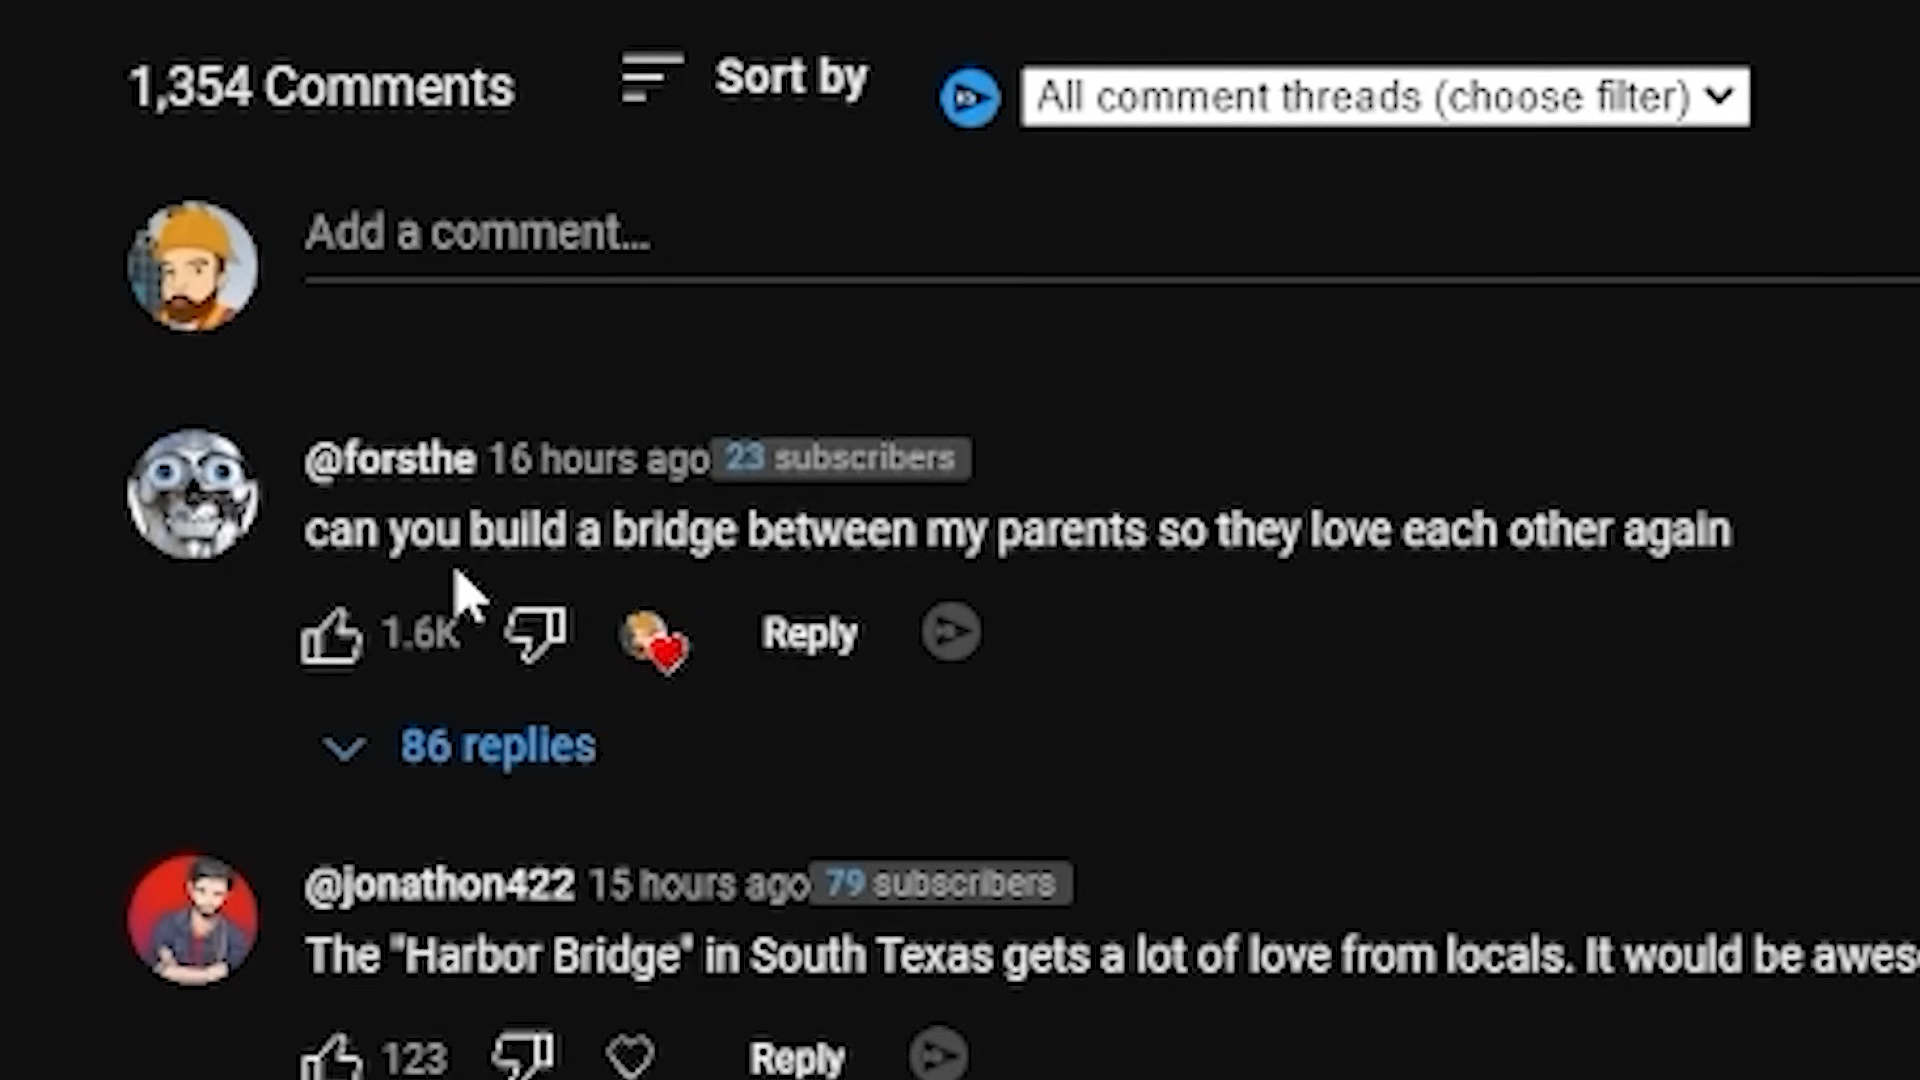 1,354 Comments Sort by All comment threads (choose filter)
Add a comment...
@forsthe 16 hours ago 23 subscribers
can you build a bridge between my parents so they love each other again
1.6K Reply
86 replies
@jonathon422 15 hours ago 79 subscribers
The "Harbor Bridge" in South Texas gets a lot of love from locals. It would be awes
123 Reply